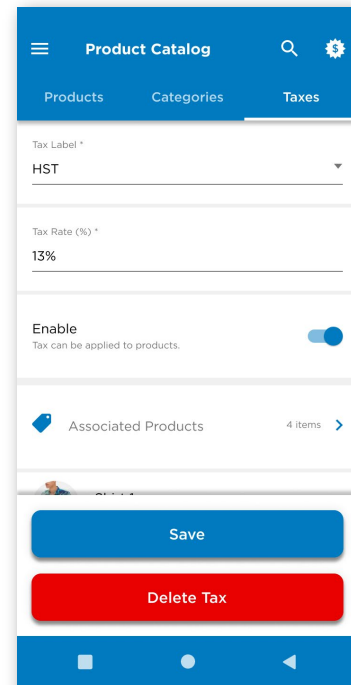 Product Catalog
Products Categories Taxes
Tax Label *
HST
Tax Rate (%) *
13%
Enable
Tax can be applied to products.
Associated Products 4 items
Save
Delete Tax